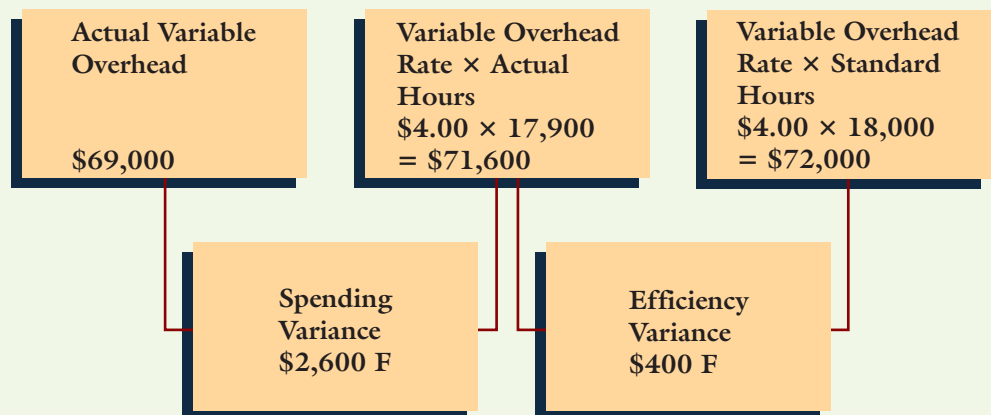 Actual Variable
Overhead
$69,000
Variable Overhead
Rate × Actual
Hours
$4.00 × 17,900
= $71,600
Variable Overhead
Rate × Standard
Hours
$4.00 × 18,000
= $72,000
Spending
Variance
$2,600 F
Efficiency
Variance
$400 F